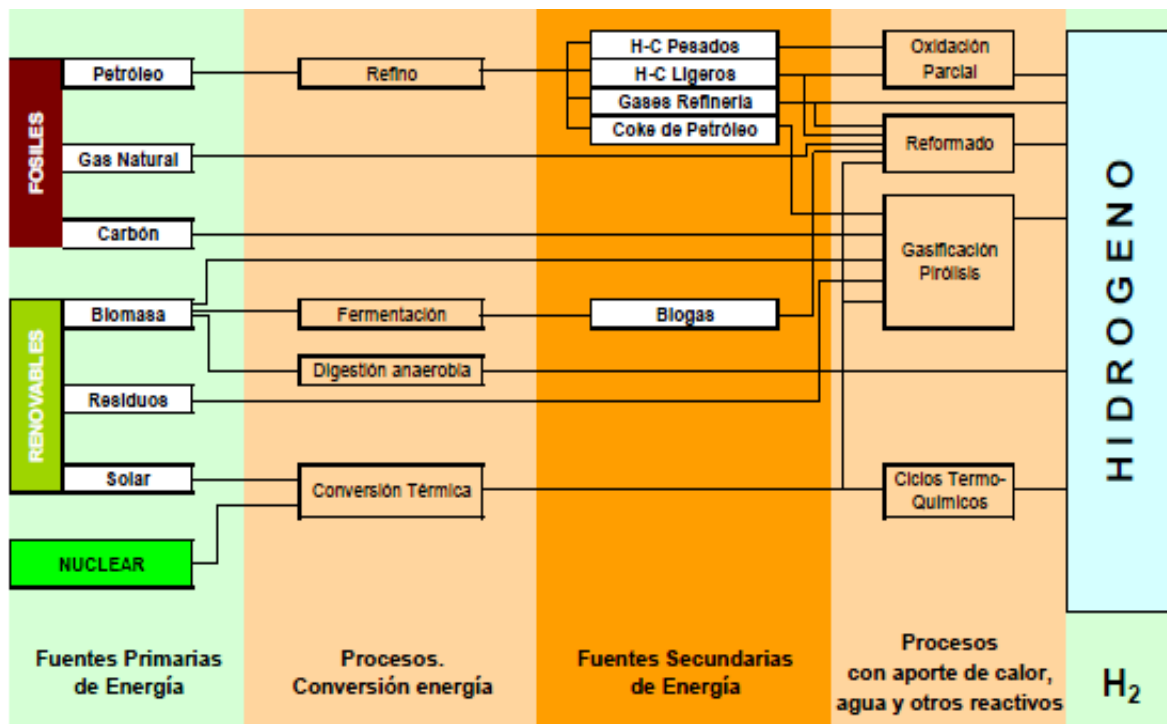 FOSILES
Petróleo
Gas Natural
Carbón
RENOVABLES
Biomasa
Residuos
Solar
NUCLEAR
Refino
Fermentación
Digestión anaerobia
Conversión Térmica
H-C Pesados
H-C Ligeros
Gases Refineria
Coke de Petróleo
Biogas
Oxidación
Parcial
Reformado
Gasificación
Pirólisis
Ciclos Termo-
Químicos
HIDROGENO
Fuentes Primarias
de Energía
Procesos.
Conversión energía
Fuentes Secundarias
de Energía
Procesos
con aporte de calor,
agua y otros reactivos
H₂